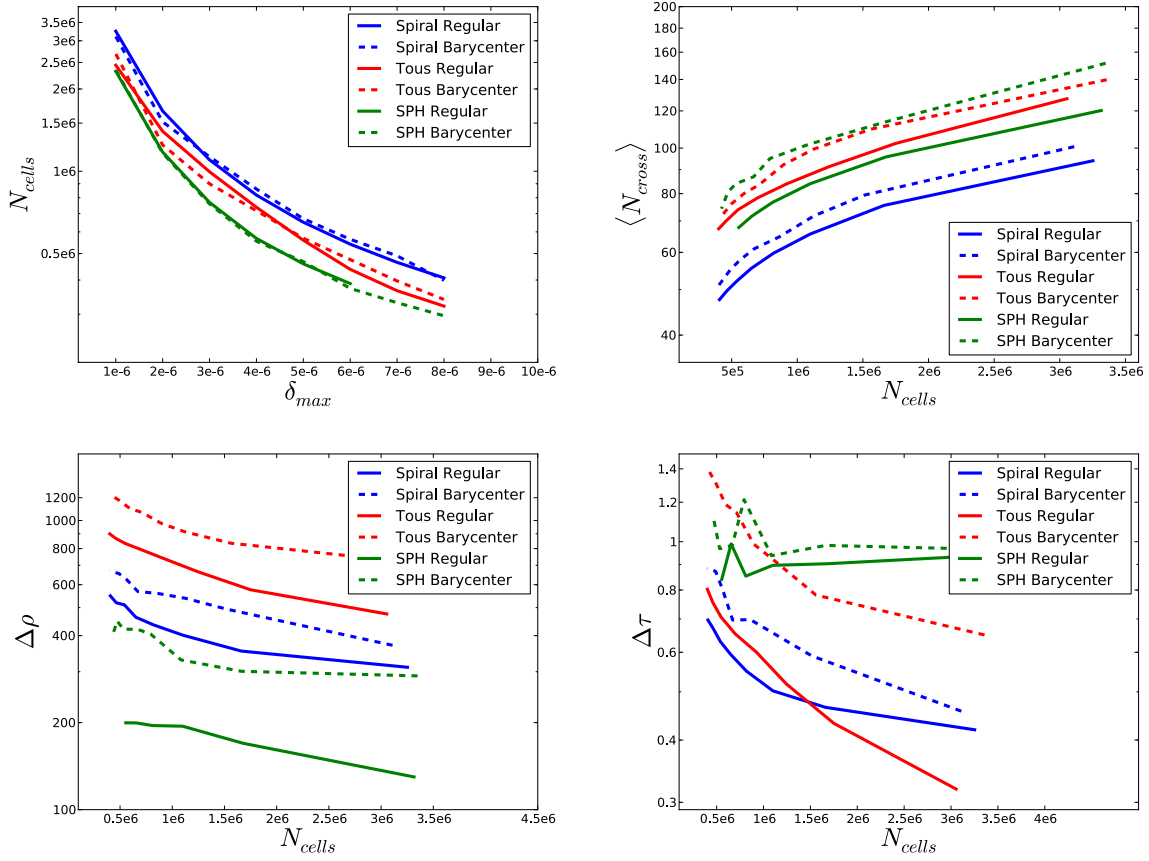 3.5e6
3e6
2.5e6
1.5e6
1e6
0.5e6
N_cells
1e-6 2e-6 3e-6 4e-6 5e-6 6e-6 7e-6 8e-6 9e-6 10e-6
δ_max
Spiral Regular
Spiral Barycenter
Tous Regular
Tous Barycenter
SPH Regular
SPH Barycenter
200
160
140
120
100
80
60
40
⟨N_cross⟩
5e5 1e6 1.5e6 2e6 2.5e6 3e6 3.5e6
N_cells
Spiral Regular
Spiral Barycenter
Tous Regular
Tous Barycenter
SPH Regular
SPH Barycenter
1200
1000
800
600
400
200
100
Δρ
0.5e6 1e6 1.5e6 2e6 2.5e6 3e6 3.5e6 4.5e6
N_cells
Spiral Regular
Spiral Barycenter
Tous Regular
Tous Barycenter
SPH Regular
SPH Barycenter
1.4
1.2
1
0.8
0.6
0.4
0.3
Δτ
0.5e6 1e6 1.5e6 2e6 2.5e6 3e6 3.5e6 4e6
N_cells
Spiral Regular
Spiral Barycenter
Tous Regular
Tous Barycenter
SPH Regular
SPH Barycenter